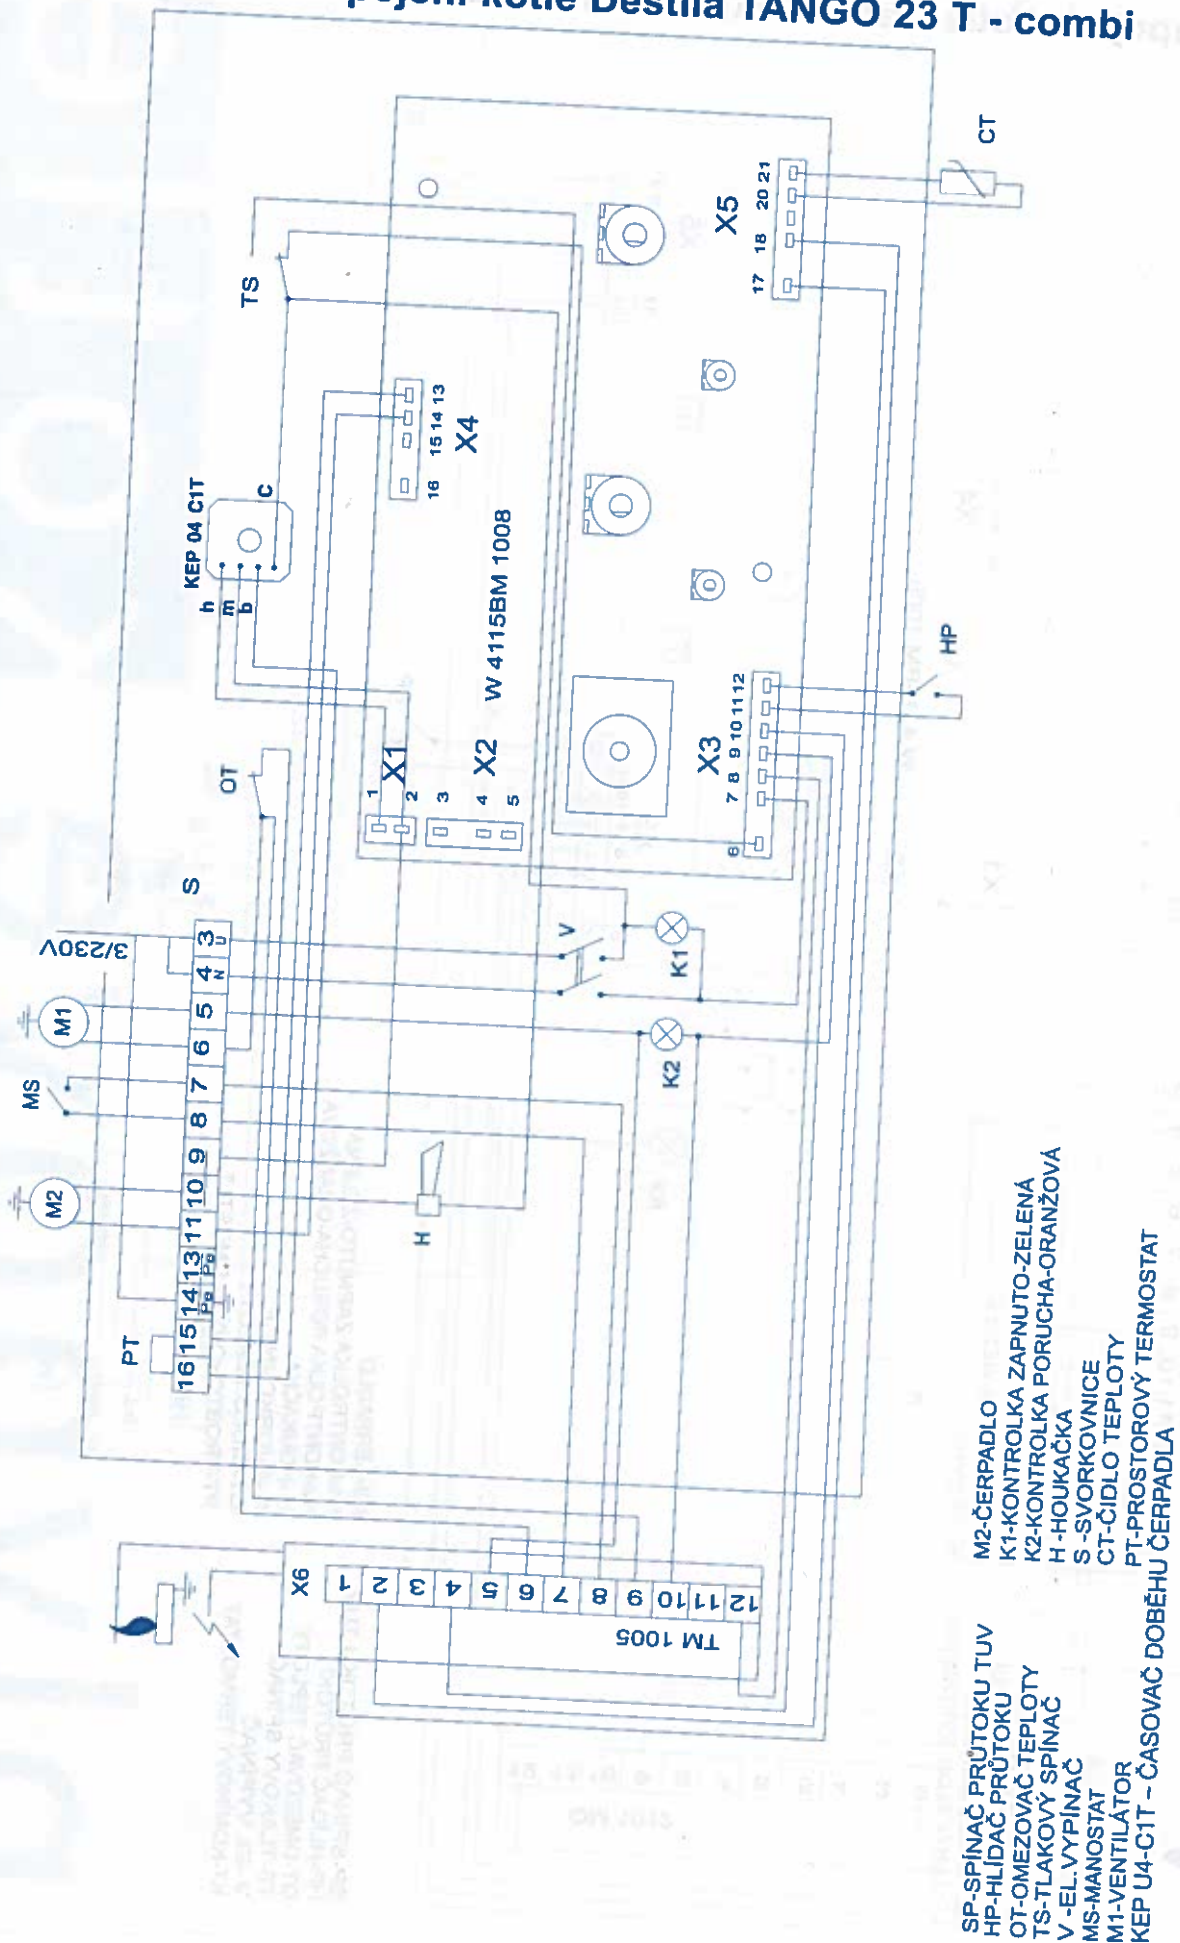 pojení kotle Destila TANGO 23 T - combi
CT
TS
X5
17 18 20 21
KEP 04 C1T
C
h
m
b
16 15 14 13
X4
W 4115BM 1008
OT
X1
1
2
X2
3
4
5
X3
6 7 8 9 10 11 12
HP
S
3/230V
M1
MS
M2
PT
3
U
4
N
5
6
7
8
9
10
11
13
Pe
14
Pe
15
16
V
K1
K2
H
X6
1
2
3
4
5
6
7
8
9
10
11
12
TM 1005
SP-SPÍNAČ PRŮTOKU TUV
HP-HLÍDAČ PRŮTOKU
OT-OMEZOVAČ TEPLOTY
TS-TLAKOVÝ SPÍNAČ
V -EL.VYPÍNAČ
MS-MANOSTAT
M1-VENTILÁTOR
KEP U4-C1T – ČASOVAČ DOBĚHU ČERPADLA
M2-ČERPADLO
K1-KONTROLKA ZAPNUTO-ZELENÁ
K2-KONTROLKA PORUCHA-ORANŽOVÁ
H -HOUKAČKA
S -SVORKOVNICE
CT-ČIDLO TEPLOTY
PT-PROSTOROVÝ TERMOSTAT